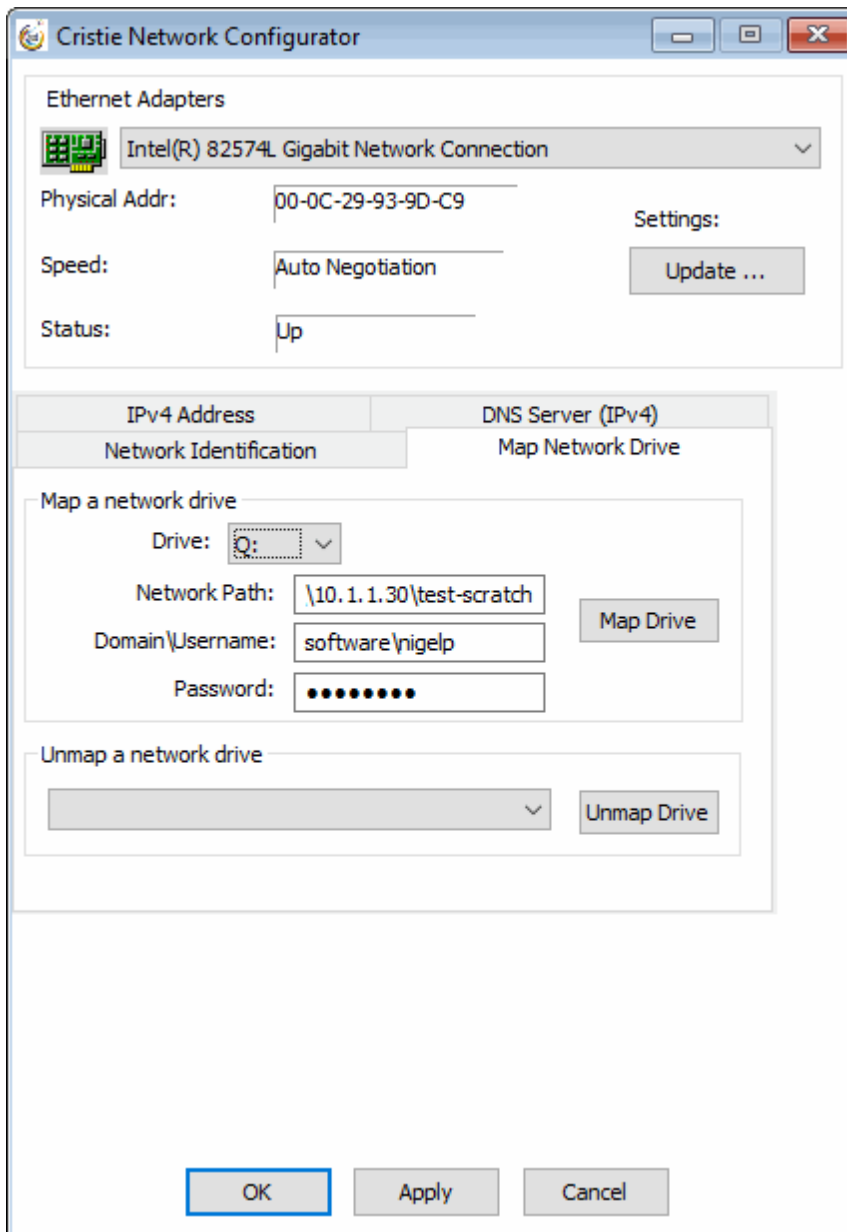 Cristie Network Configurator
Ethernet Adapters
Intel(R) 82574L Gigabit Network Connection
Physical Addr: 00-0C-29-93-9D-C9
Settings:
Speed: Auto Negotiation
Update ...
Status: Up
IPv4 Address DNS Server (IPv4)
Network Identification Map Network Drive
Map a network drive
Drive: Q:
Network Path: \10.1.1.30\test-scratch
Map Drive
Domain\Username: software\nigelp
Password: ●●●●●●●●
Unmap a network drive
Unmap Drive
OK Apply Cancel